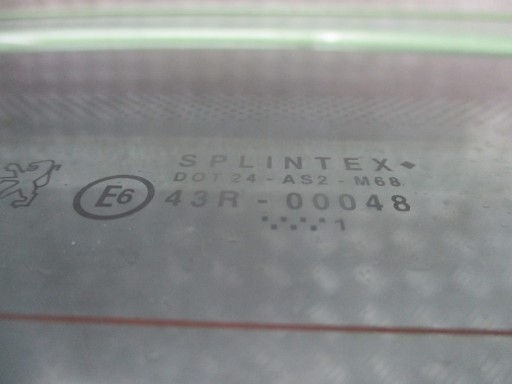 SPLINTEX
DOT 24 - AS2 - M68
E6 43R - 00048
1